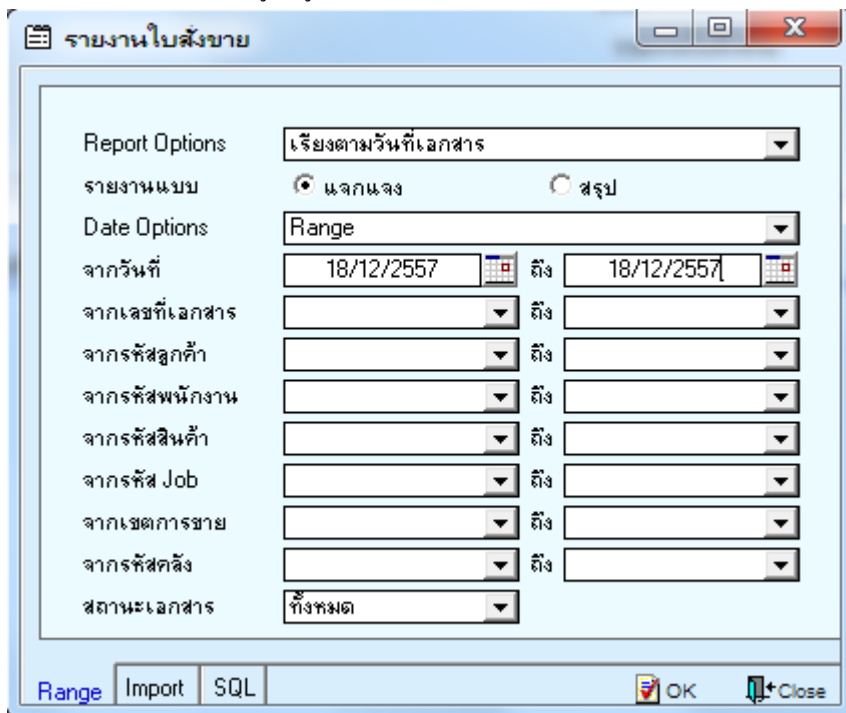 รายงานใบสั่งขาย
Report Options เรียงตามวันที่เอกสาร
รายงานแบบ แจกแจง สรุป
Date Options Range
จากวันที่ 18/12/2557 ถึง 18/12/2557
จากเลขที่เอกสาร ถึง
จากรหัสลูกค้า ถึง
จากรหัสพนักงาน ถึง
จากรหัสสินค้า ถึง
จากรหัส Job ถึง
จากเขตการขาย ถึง
จากรหัสคลัง ถึง
สถานะเอกสาร ทั้งหมด
Range Import SQL OK Close